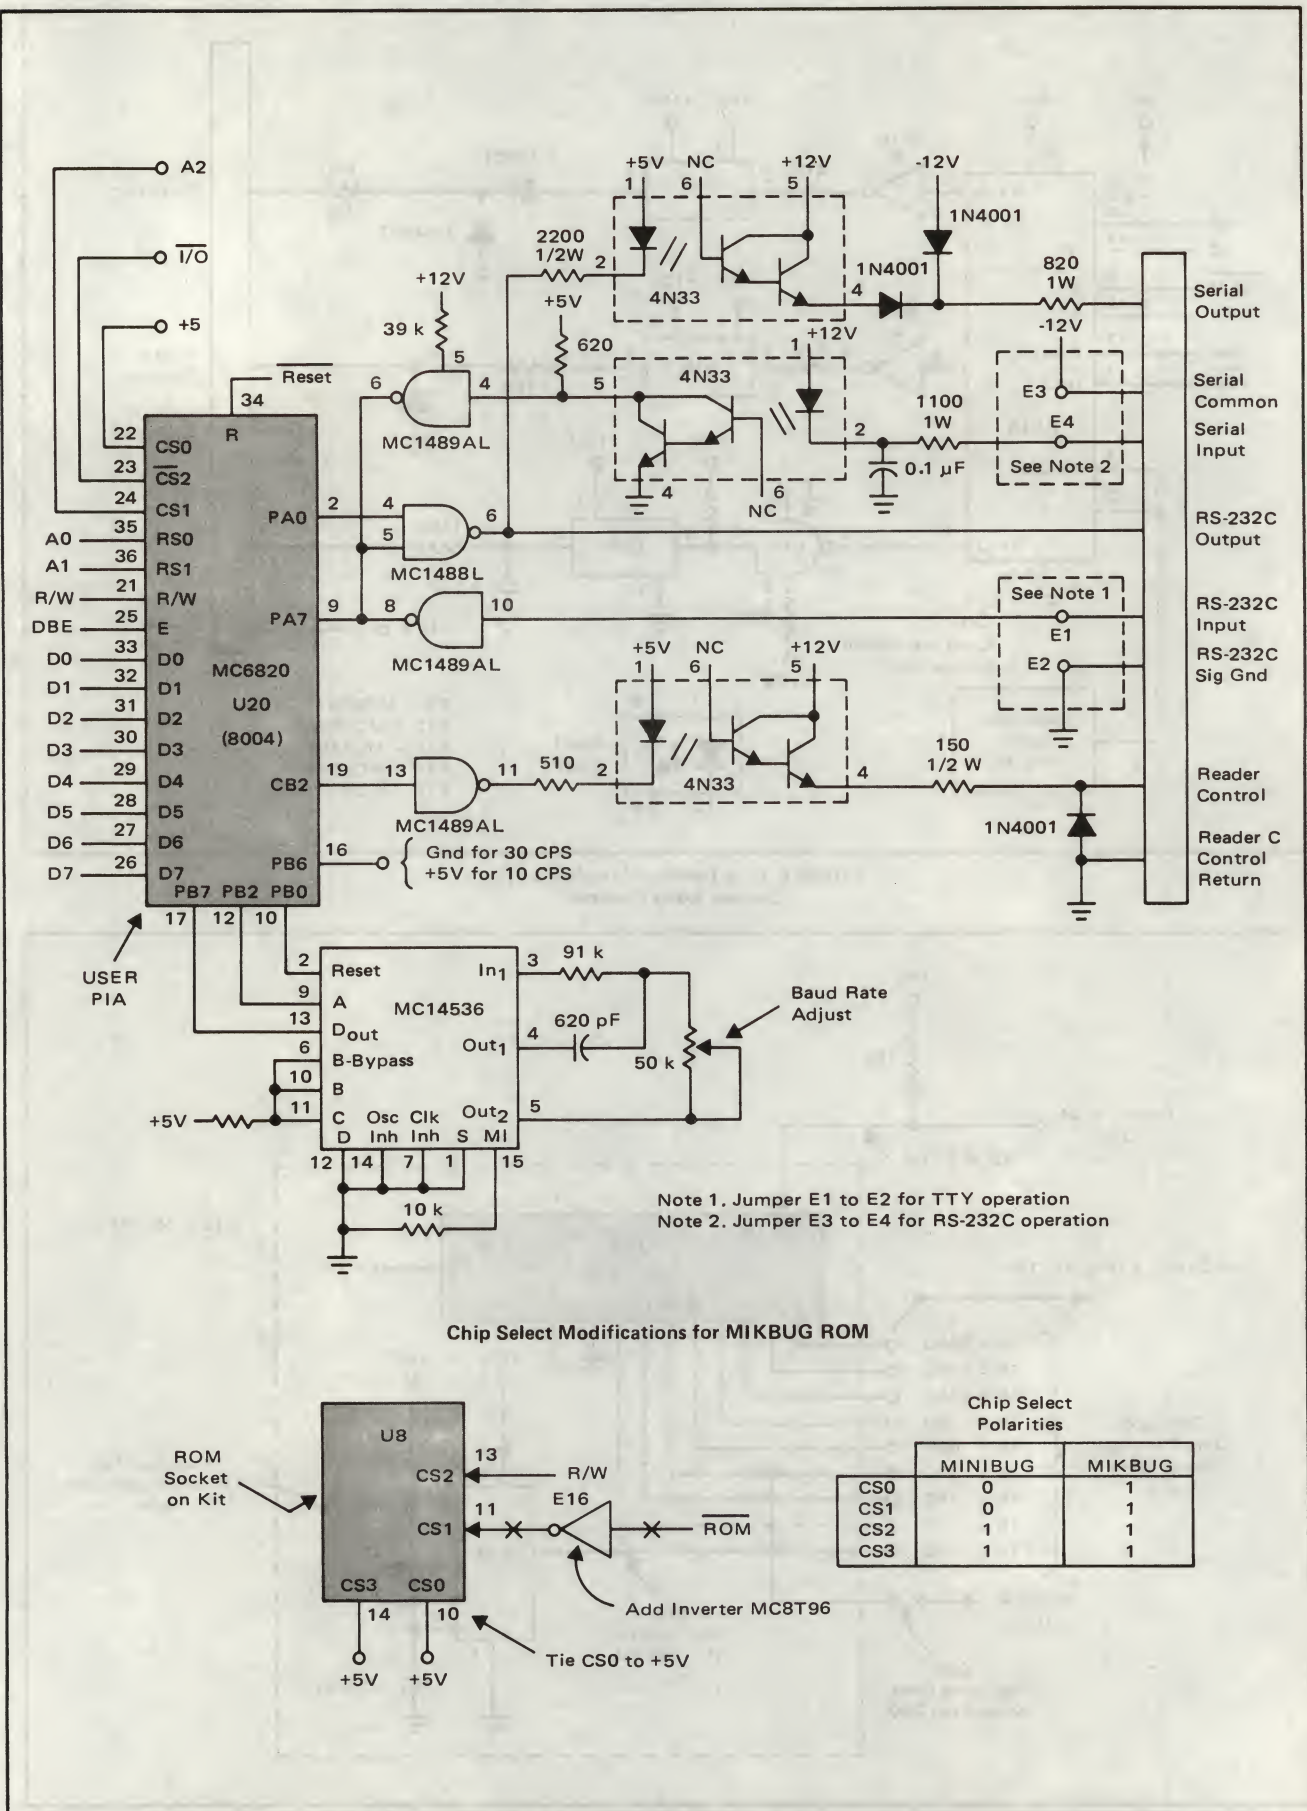 A2
I/O
+5
Reset
34
R
22 CS0
23 CS2
24 CS1
A0 35 RS0
A1 36 RS1
R/W 21 R/W
DBE 25 E
D0 33 D0
D1 32 D1
D2 31 D2
D3 30 D3
D4 29 D4
D5 28 D5
D6 27 D6
D7 26 D7
MC6820
U20
(8004)
PA0 2
PA7 9
CB2 19
PB6 16
PB7 PB2 PB0
17 12 10
USER
PIA
+12V
39 k
5
6
4
MC1489AL
+5V
620
5
2200
1/2W
2
+5V NC +12V
1 6 5
4N33
4
1N4001
-12V
1N4001
820
1W
Serial
Output
4N33
1 +12V
2
4
6
NC
0.1 µF
1100
1W
-12V
E3
E4
See Note 2
Serial
Common
Serial
Input
4
5
6
MC1488L
RS-232C
Output
8
10
MC1489AL
See Note 1
E1
E2
RS-232C
Input
RS-232C
Sig Gnd
13
11
MC1489AL
510
2
+5V NC +12V
1 6 5
4N33
4
150
1/2 W
1N4001
Reader
Control
Reader C
Control
Return
Gnd for 30 CPS
+5V for 10 CPS
2 Reset
9 A
13 Dout
6 B-Bypass
10 B
+5V 11 C
MC14536
In1 3
Out1 4
Out2 5
D Osc Inh Clk Inh S MI
12 14 7 1 15
91 k
620 pF
50 k
Baud Rate
Adjust
10 k
Note 1. Jumper E1 to E2 for TTY operation
Note 2. Jumper E3 to E4 for RS-232C operation
Chip Select Modifications for MIKBUG ROM
ROM
Socket
on Kit
U8
CS2 13 R/W
CS1 11 E16 ROM
CS3 CS0
14 10
+5V +5V
Add Inverter MC8T96
Tie CS0 to +5V
Chip Select
Polarities
MINIBUG MIKBUG
CS0 0 1
CS1 0 1
CS2 1 1
CS3 1 1